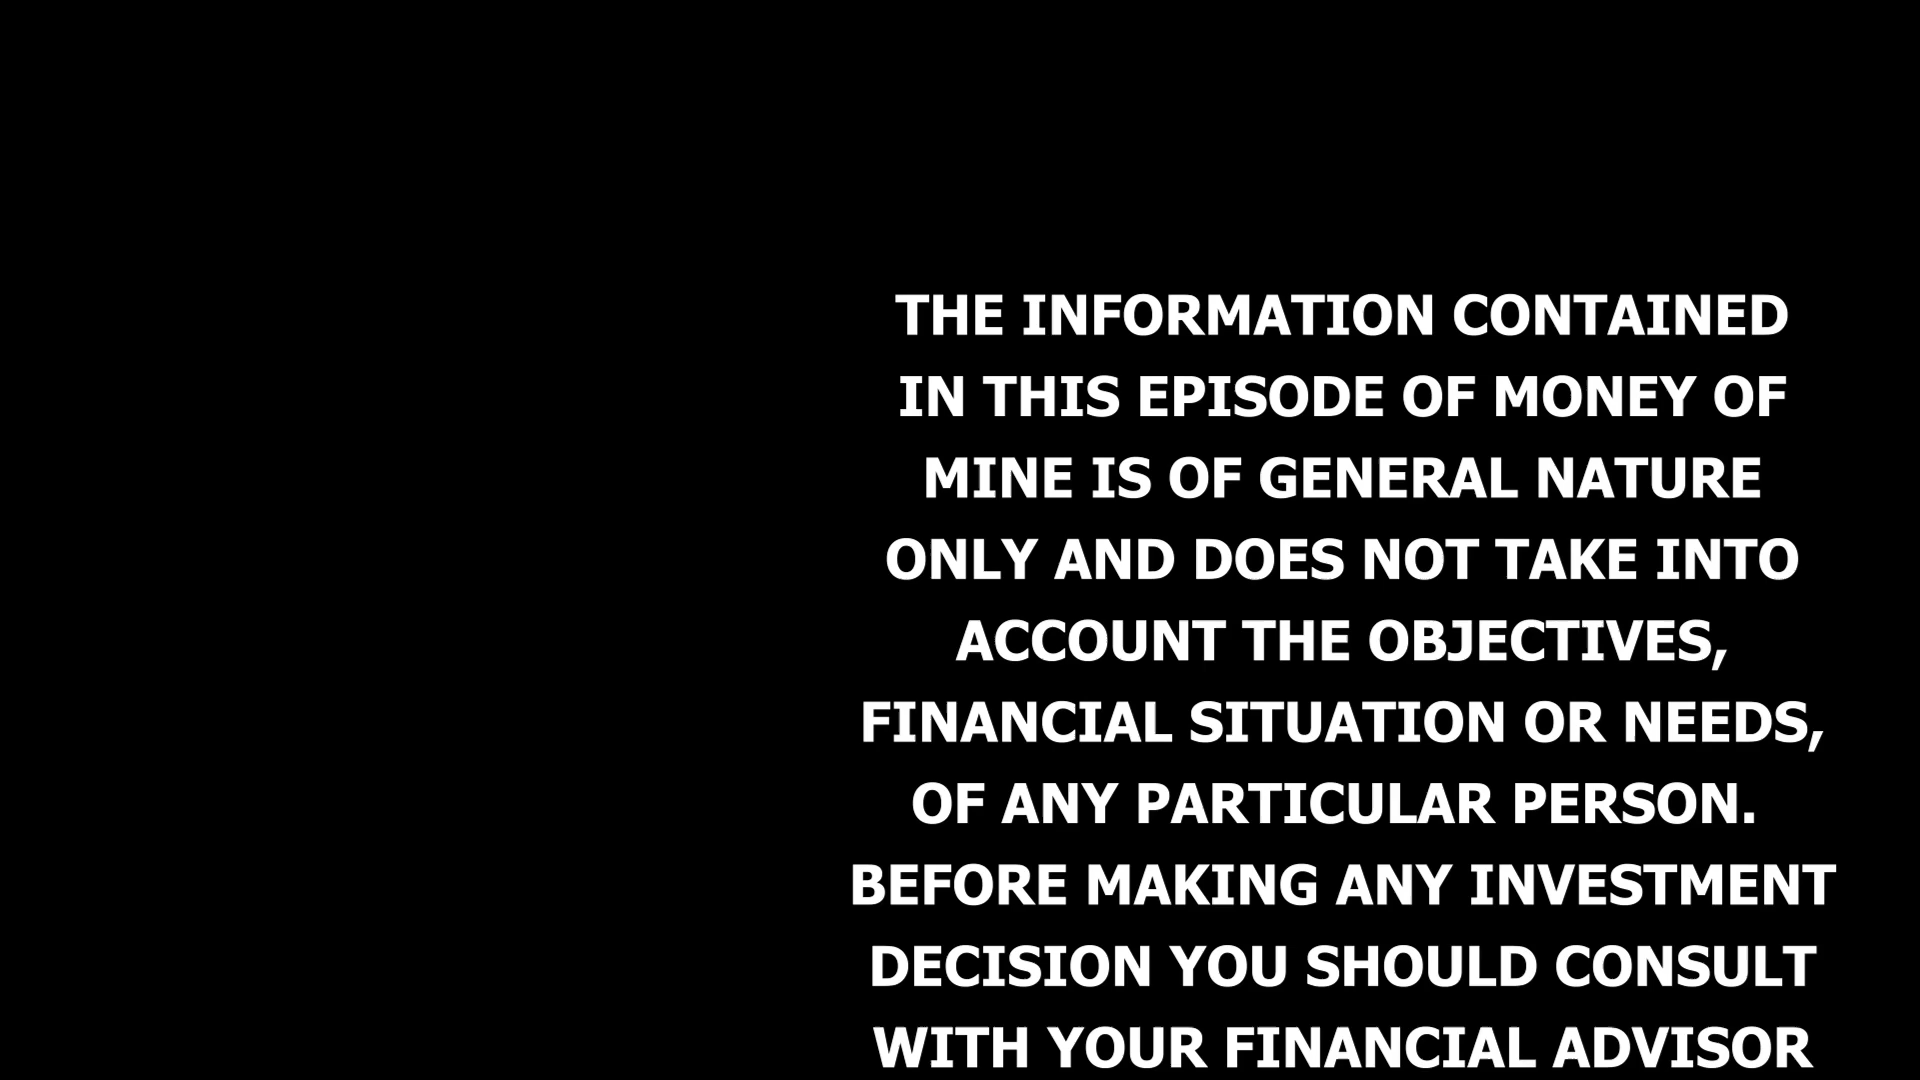 THE INFORMATION CONTAINED
IN THIS EPISODE OF MONEY OF
MINE IS OF GENERAL NATURE
ONLY AND DOES NOT TAKE INTO
ACCOUNT THE OBJECTIVES,
FINANCIAL SITUATION OR NEEDS,
OF ANY PARTICULAR PERSON.
BEFORE MAKING ANY INVESTMENT
DECISION YOU SHOULD CONSULT
WITH YOUR FINANCIAL ADVISOR